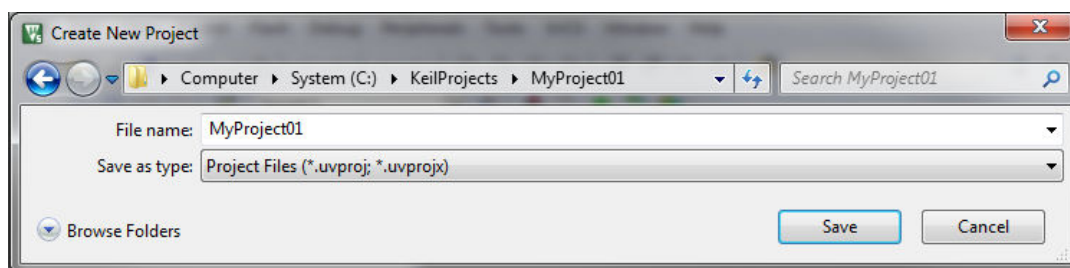 Create New Project
Computer System (C:) KeilProjects MyProject01
Search MyProject01
File name: MyProject01
Save as type: Project Files (*.uvproj; *.uvprojx)
Browse Folders
Save Cancel